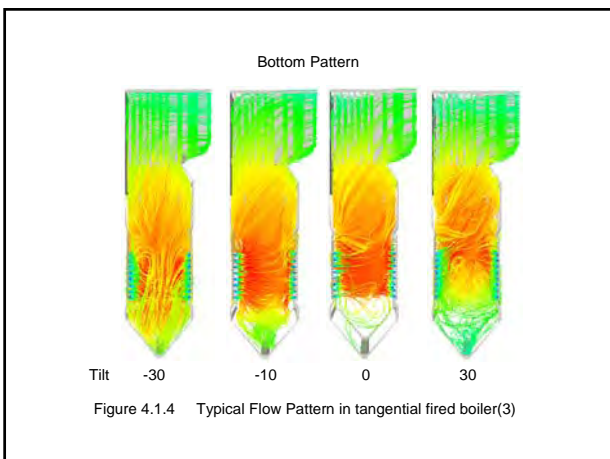 Bottom Pattern
Tilt -30 -10 0 30
Figure 4.1.4 Typical Flow Pattern in tangential fired boiler(3)